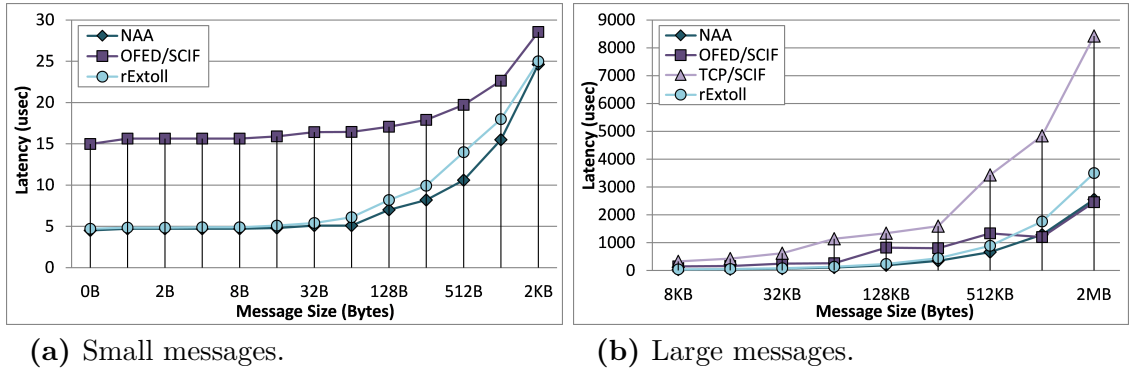 30
25
20
15
10
5
0
Latency (usec)
NAA
OFED/SCIF
rExtoll
0B 2B 8B 32B 128B 512B 2KB
Message Size (Bytes)
(a) Small messages.
9000
8000
7000
6000
5000
4000
3000
2000
1000
0
Latency (usec)
NAA
OFED/SCIF
TCP/SCIF
rExtoll
8KB 32KB 128KB 512KB 2MB
Message Size (Bytes)
(b) Large messages.